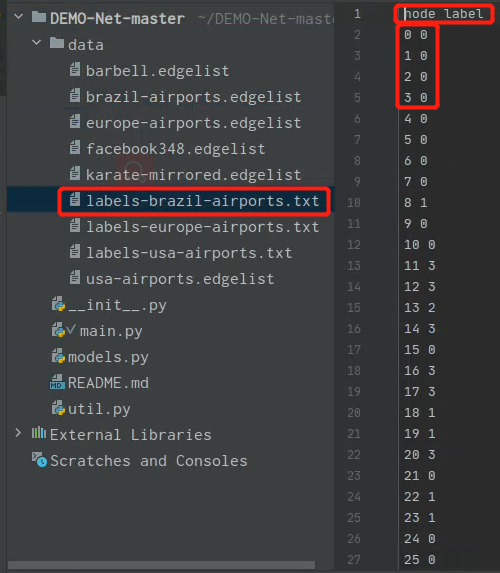 DEMO-Net-master ~/DEMO-Net-mast
data
barbell.edgelist
brazil-airports.edgelist
europe-airports.edgelist
facebook348.edgelist
karate-mirrored.edgelist
labels-brazil-airports.txt
labels-europe-airports.txt
labels-usa-airports.txt
usa-airports.edgelist
__init__.py
main.py
models.py
README.md
util.py
External Libraries
Scratches and Consoles
1 node label
2 0 0
3 1 0
4 2 0
5 3 0
6 4 0
7 5 0
8 6 0
9 7 0
10 8 1
11 9 0
12 10 0
13 11 3
14 12 3
15 13 2
16 14 3
17 15 0
18 16 3
19 17 3
20 18 1
21 19 1
22 20 3
23 21 0
24 22 1
25 23 1
26 24 0
27 25 0